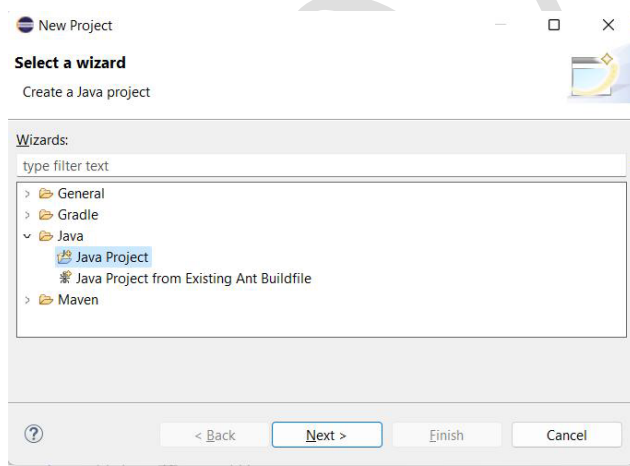 New Project
Select a wizard
Create a Java project
Wizards:
type filter text
General
Gradle
Java
Java Project
Java Project from Existing Ant Buildfile
Maven
? < Back Next > Finish Cancel